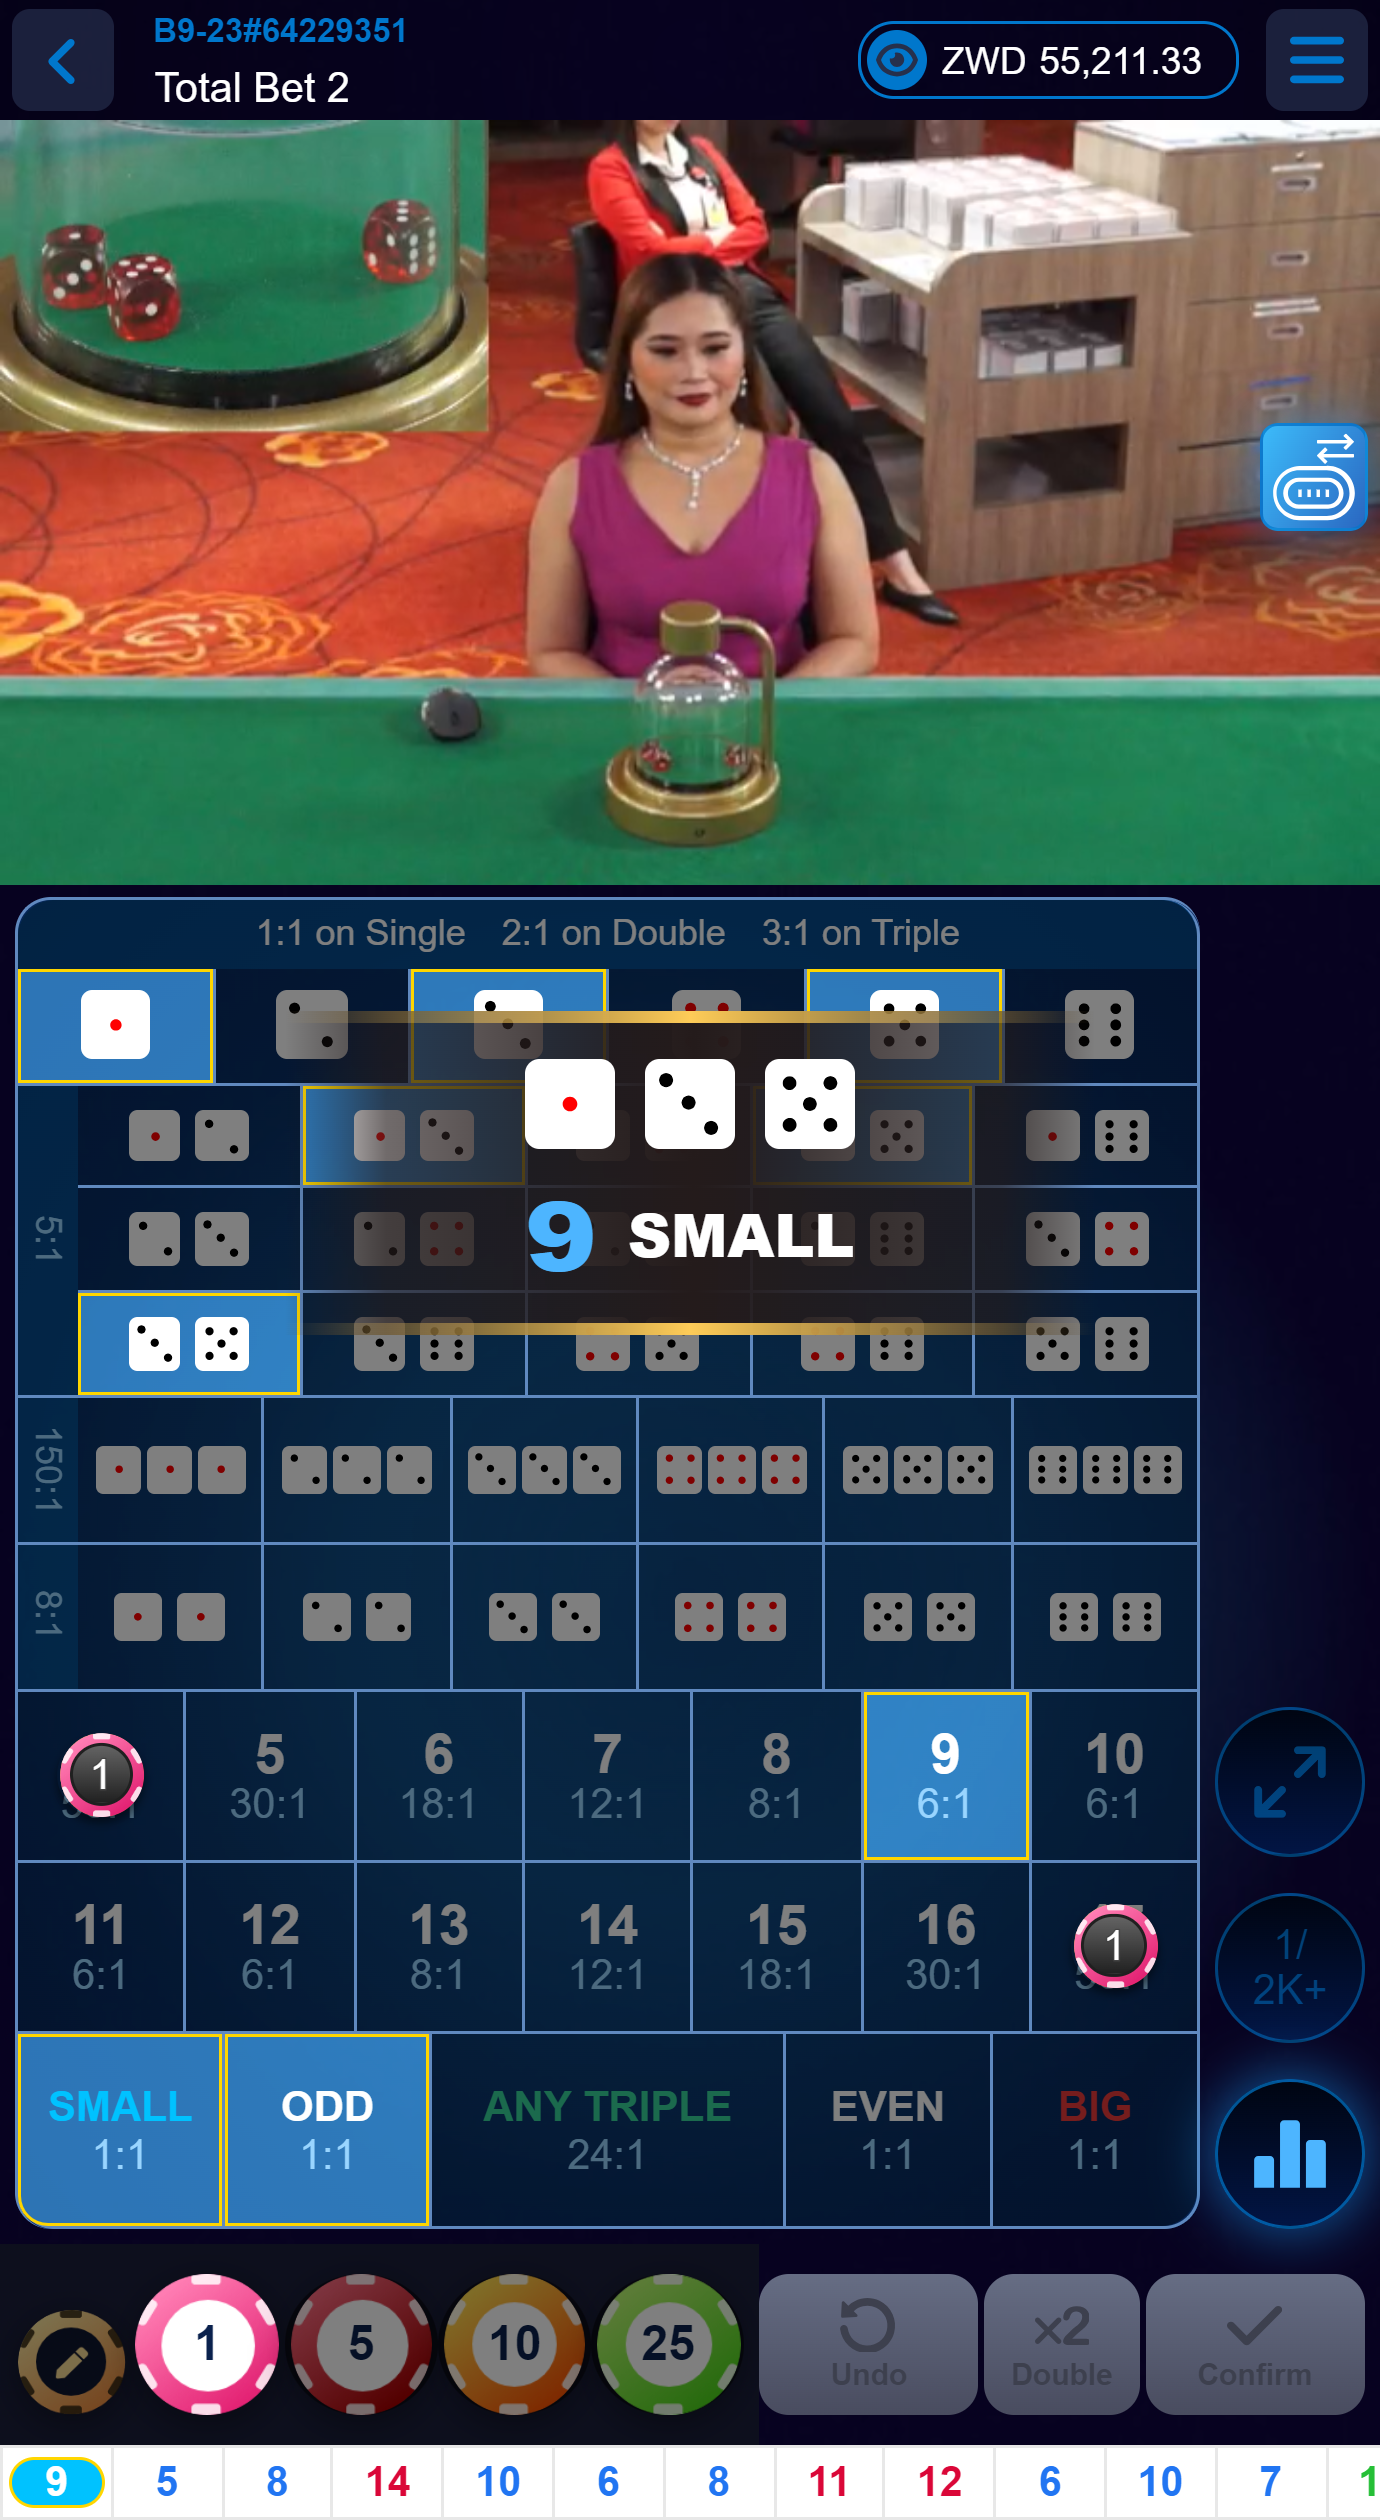 B9-23#64229351
Total Bet 2
ZWD 55,211.33
1:1 on Single 2:1 on Double 3:1 on Triple
9 SMALL
5:1
150:1
8:1
1 5 6 7 8 9 10
30:1 18:1 12:1 8:1 6:1 6:1
11 12 13 14 15 16 1
6:1 6:1 8:1 12:1 18:1 30:1
1/
2K+
SMALL ODD ANY TRIPLE EVEN BIG
1:1 1:1 24:1 1:1 1:1
1 5 10 25
Undo
x2
Double
Confirm
9 5 8 14 10 6 8 11 12 6 10 7